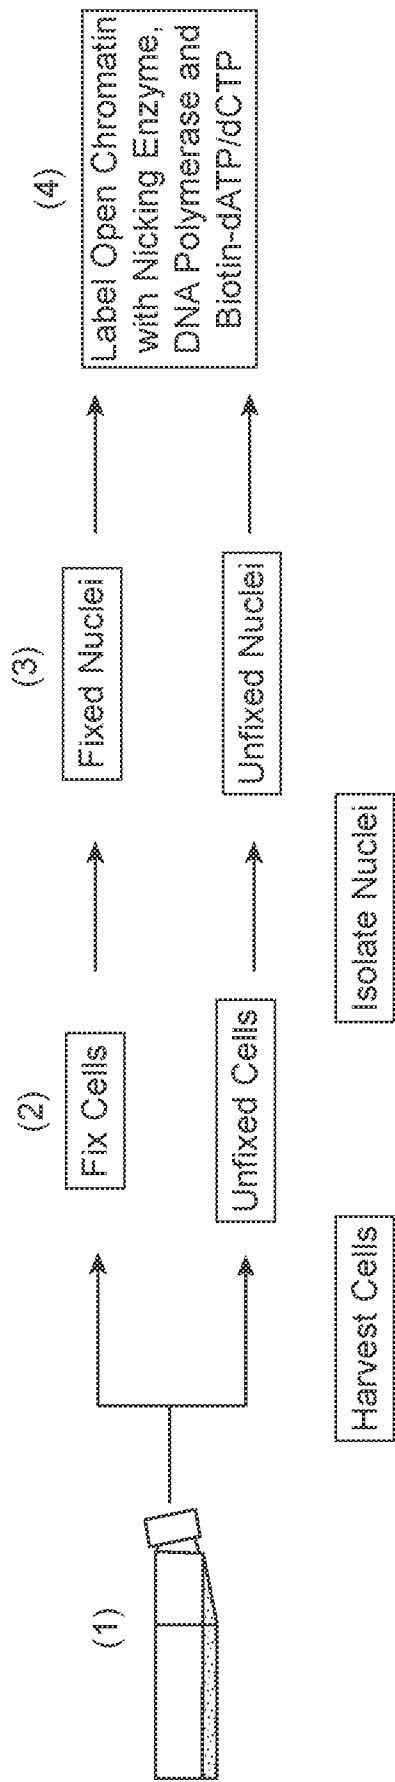 (1)
(2)
(3)
(4)
Fix Cells
Fixed Nuclei
Label Open Chromatin
with Nicking Enzyme,
DNA Polymerase and
Biotin-dATP/dCTP
Unfixed Cells
Unfixed Nuclei
Harvest Cells
Isolate Nuclei